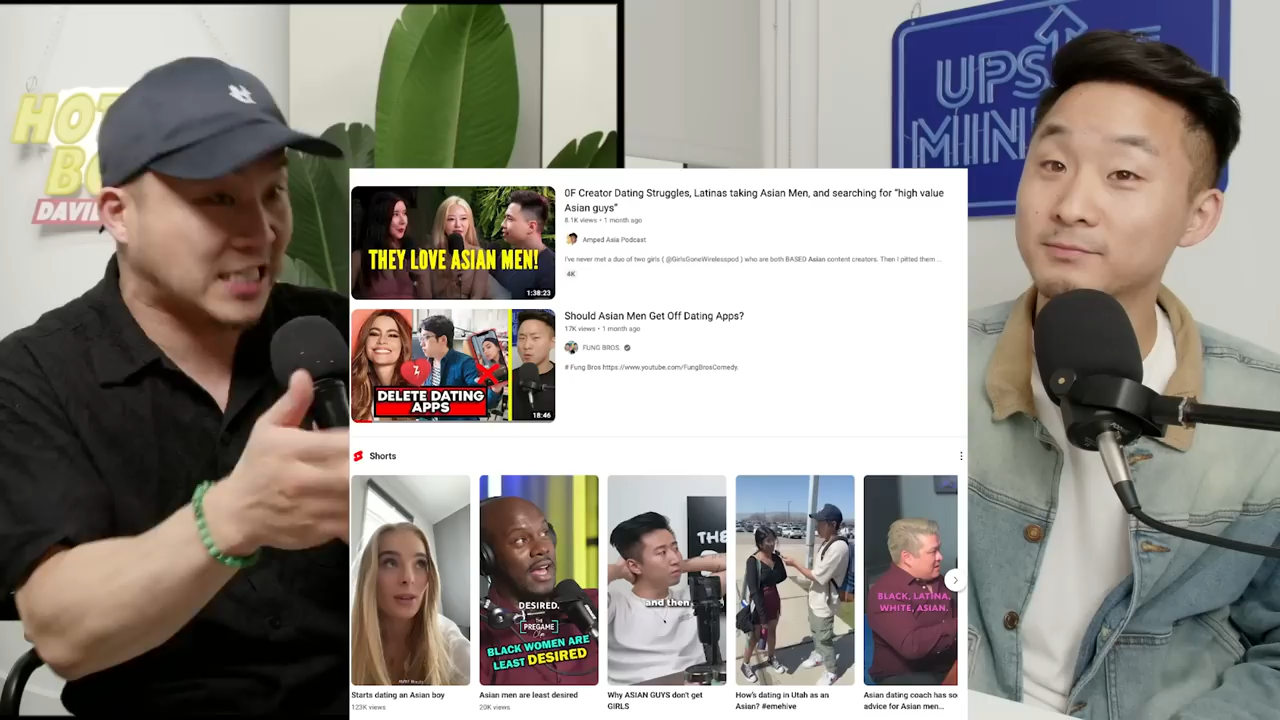 HOT
BO
DAVID
UPS
MIN
THEY LOVE ASIAN MEN!
1:38:23
0F Creator Dating Struggles, Latinas taking Asian Men, and searching for "high value
Asian guys"
8.1K views • 1 month ago
Amped Asia Podcast
I've never met a duo of two girls ( @GirlsGoneWirelesspod ) who are both BASED Asian content creators. Then I pitted them ...
4K
DELETE DATING
APPS
18:46
Should Asian Men Get Off Dating Apps?
17K views • 1 month ago
FUNG BROS.
# Fung Bros https://www.youtube.com/FungBrosComedy.
Shorts
DESIRED.
THE
PREGAME
BLACK WOMEN ARE
LEAST DESIRED
THE
and then
BLACK, LATINA,
WHITE, ASIAN.
Starts dating an Asian boy
123K views
Asian men are least desired
20K views
Why ASIAN GUYS don't get
GIRLS
How's dating in Utah as an
Asian? #emehive
Asian dating coach has so
advice for Asian men...